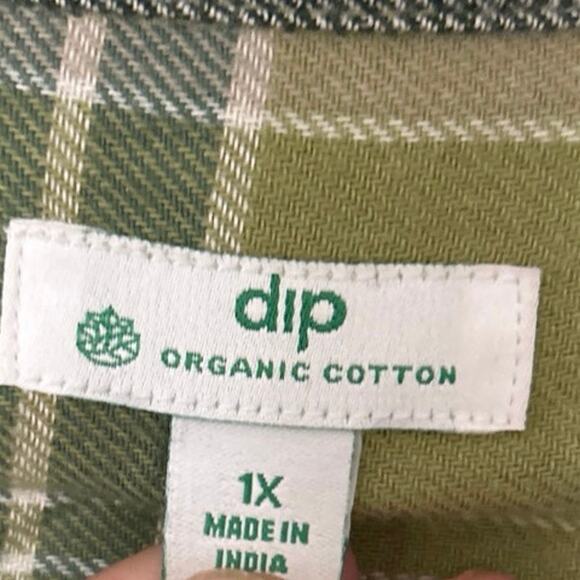 dip
ORGANIC COTTON
1X
MADE IN
INDIA